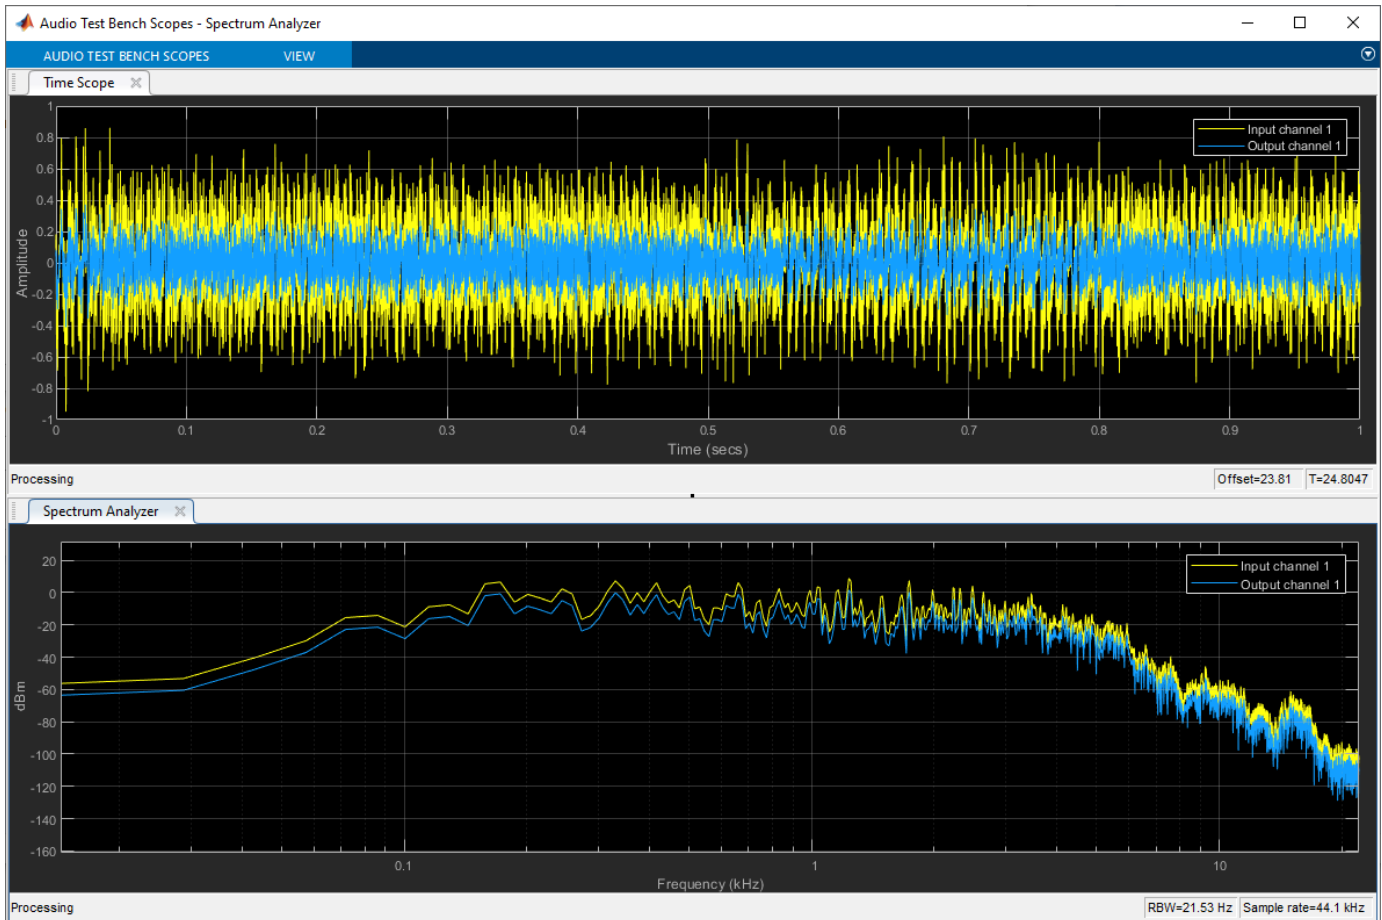 Audio Test Bench Scopes - Spectrum Analyzer
AUDIO TEST BENCH SCOPES VIEW
Time Scope
1
0.8
0.6
0.4
0.2
0
-0.2
-0.4
-0.6
-0.8
-1
Amplitude
Input channel 1
Output channel 1
0 0.1 0.2 0.3 0.4 0.5 0.6 0.7 0.8 0.9 1
Time (secs)
Processing Offset=23.81 T=24.8047
Spectrum Analyzer
20
0
-20
-40
-60
-80
-100
-120
-140
-160
dBm
Input channel 1
Output channel 1
0.1 1 10
Frequency (kHz)
Processing RBW=21.53 Hz Sample rate=44.1 kHz